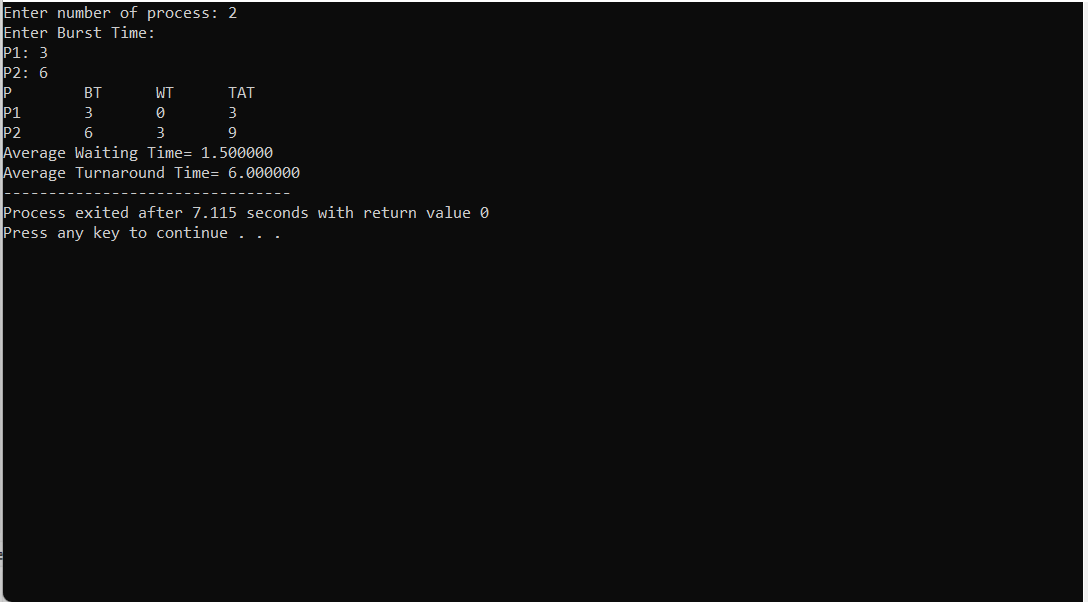 Enter number of process: 2
Enter Burst Time:
P1: 3
P2: 6
P        BT      WT      TAT
P1       3       0       3
P2       6       3       9
Average Waiting Time= 1.500000
Average Turnaround Time= 6.000000
--------------------------------
Process exited after 7.115 seconds with return value 0
Press any key to continue . . .